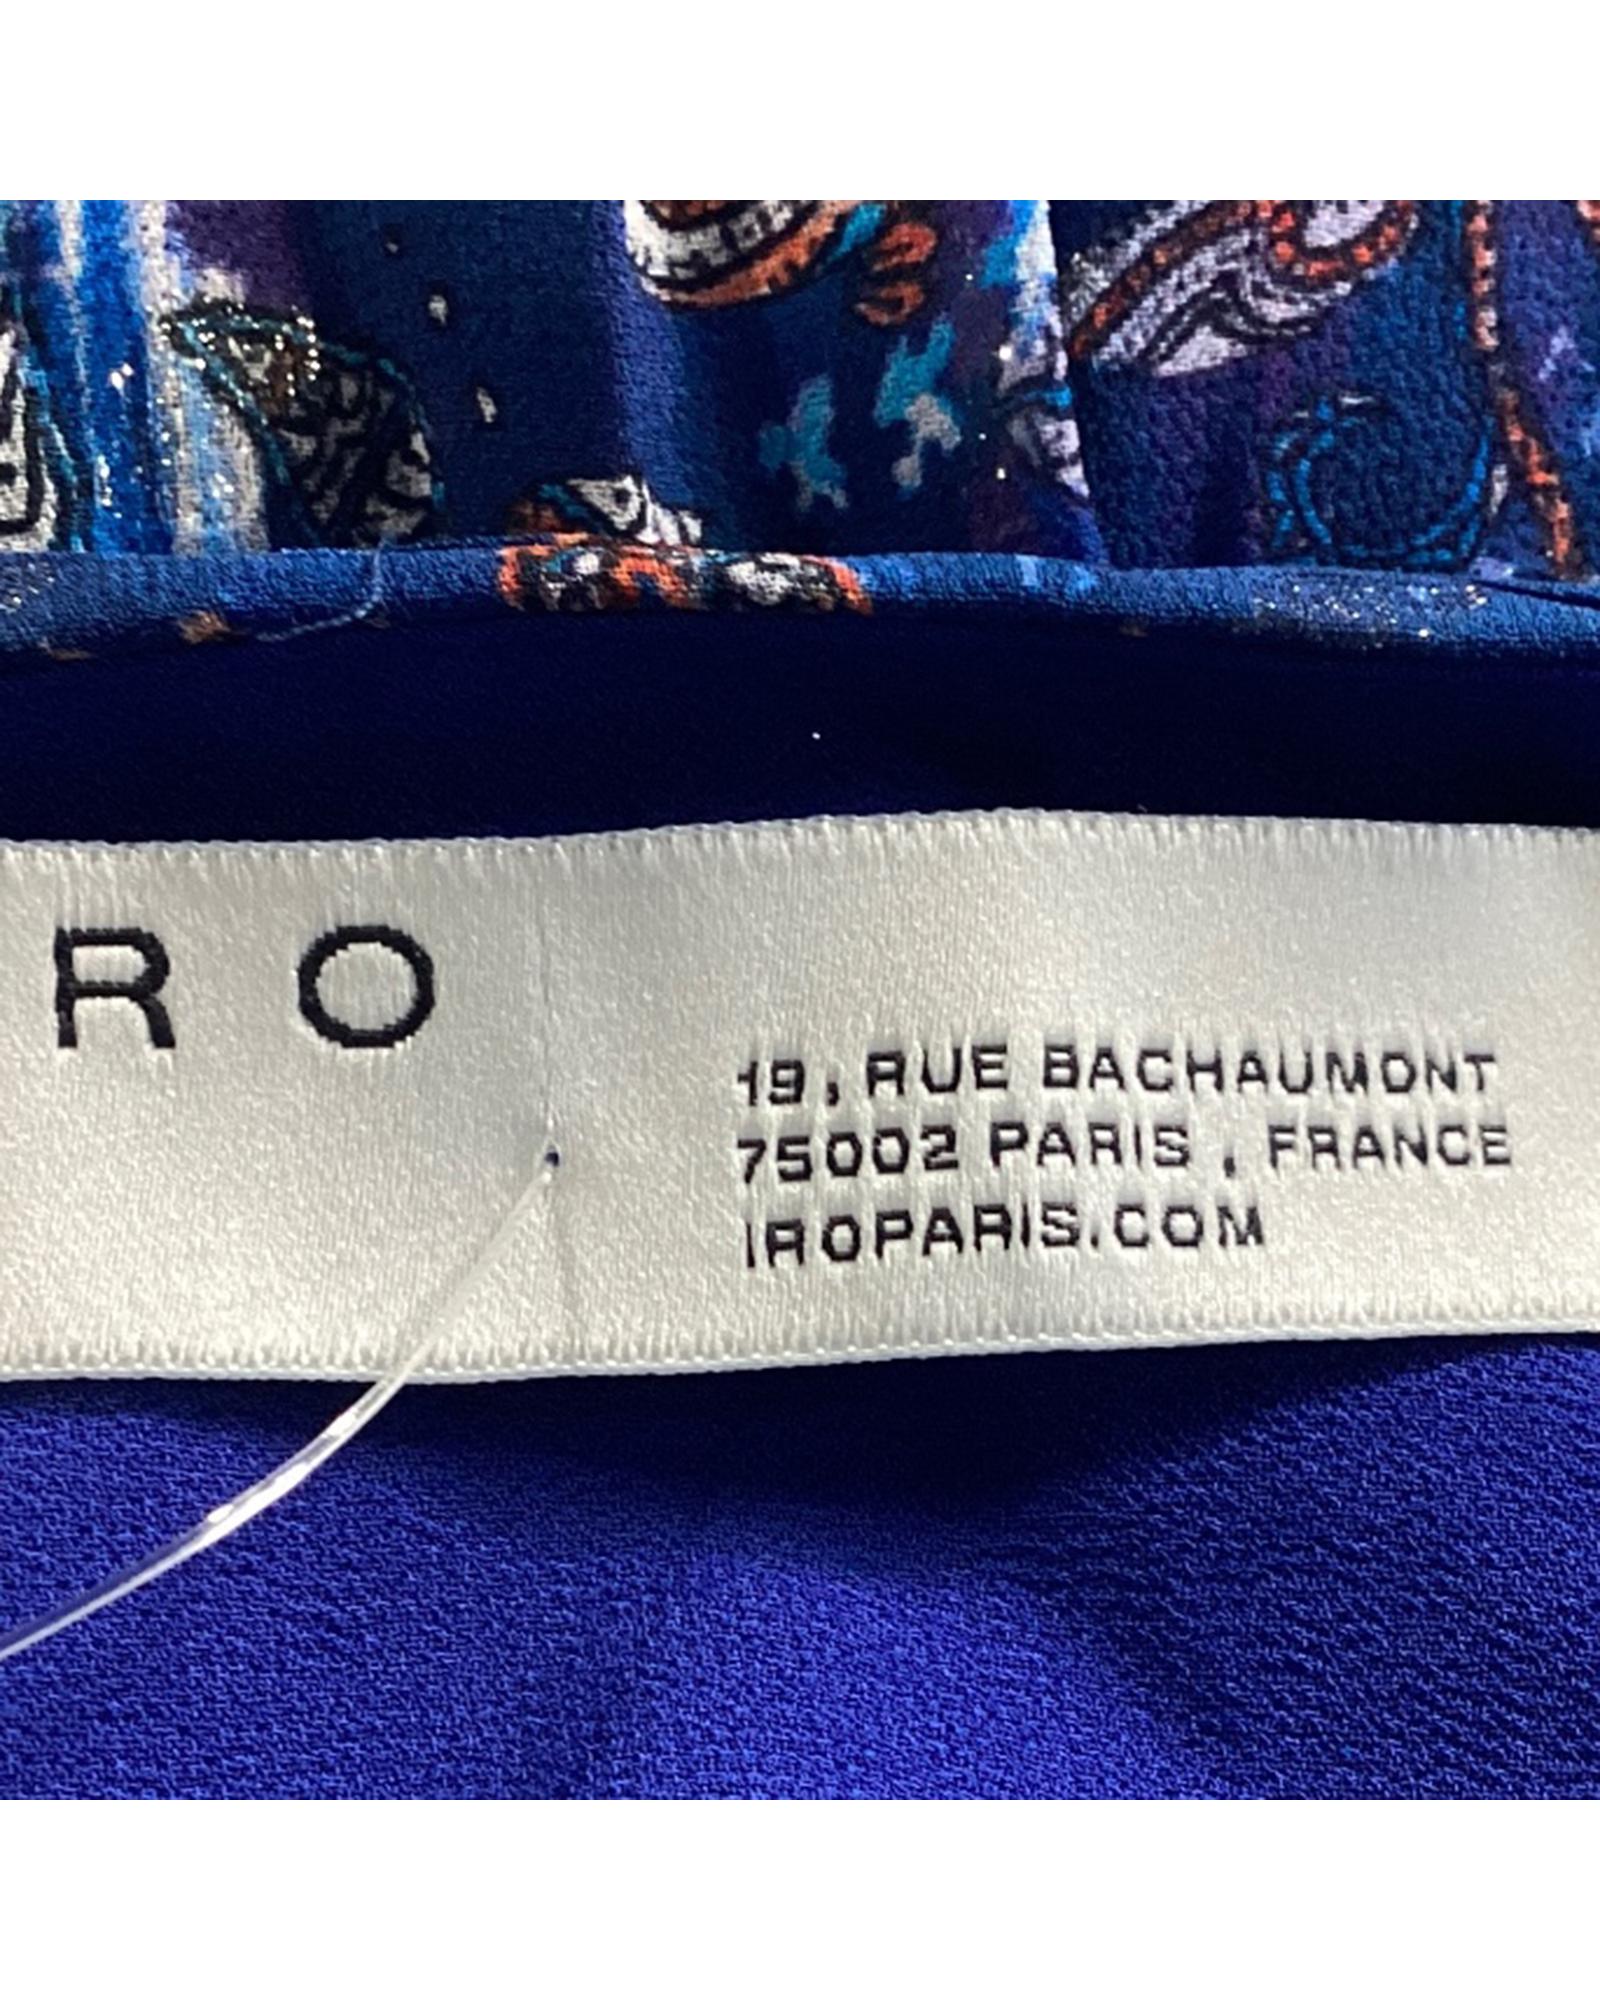 RO
19, RUE BACHAUMONT
75002 PARIS, FRANCE
IROPARIS.COM